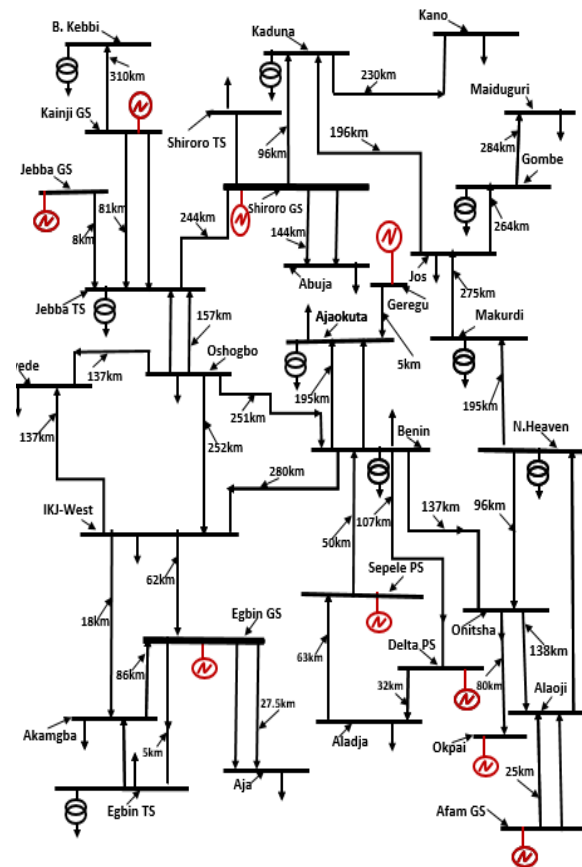 Kano
B. Kebbi
Kaduna
310km
230km
Kainji GS
N
Shiroro TS
Maiduguri
96km
196km
284km
Gombe
Jebba GS
N
81km
Shiroro GS
N
264km
8km
244km
144km
N
Jos
Abuja
Geregu
275km
Jebba TS
157km
Ajaokuta
Makurdi
Oshogbo
5km
vede
137km
195km
195km
251km
Benin
N.Heaven
137km
252km
280km
107km
137km
96km
IKJ-West
50km
Sepele PS
62km
N
Onitsha
18km
Egbin GS
Delta PS
138km
63km
N
86km
N
32km
80km
Alaoji
27.5km
Akamgba
5km
Aladja
Okpai
N
Aja
25km
Egbin TS
Afam GS
N